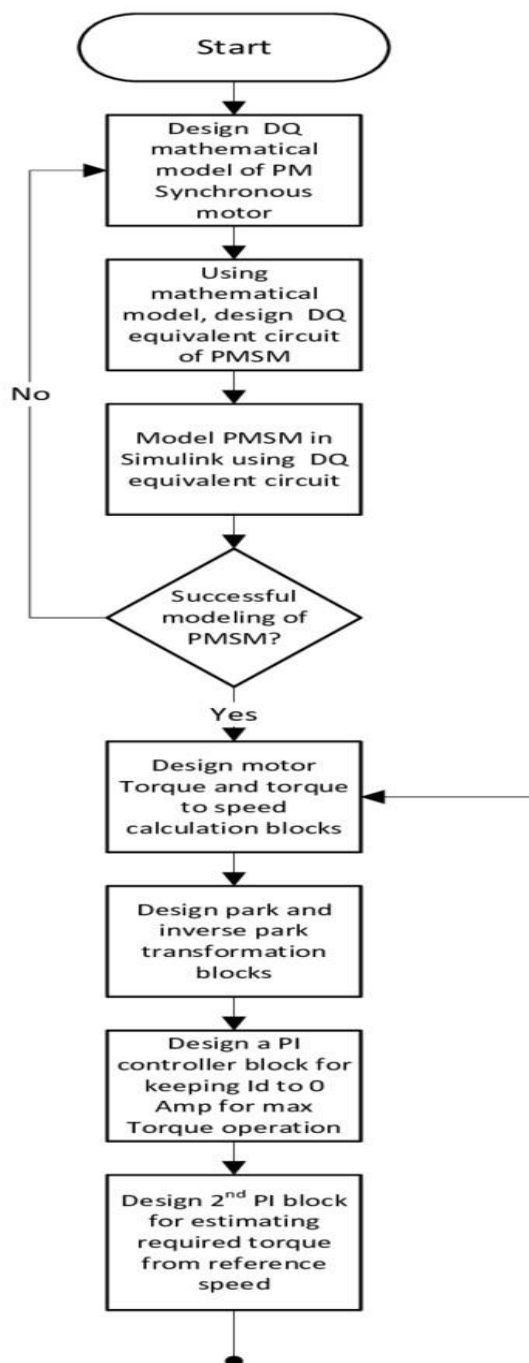 Start
Design DQ
mathematical
model of PM
Synchronous
motor
Using
mathematical
model, design DQ
equivalent circuit
of PMSM
No
Model PMSM in
Simulink using DQ
equivalent circuit
Successful
modeling of
PMSM?
Yes
Design motor
Torque and torque
to speed
calculation blocks
Design park and
inverse park
transformation
blocks
Design a PI
controller block for
keeping Id to 0
Amp for max
Torque operation
Design 2nd PI block
for estimating
required torque
from reference
speed